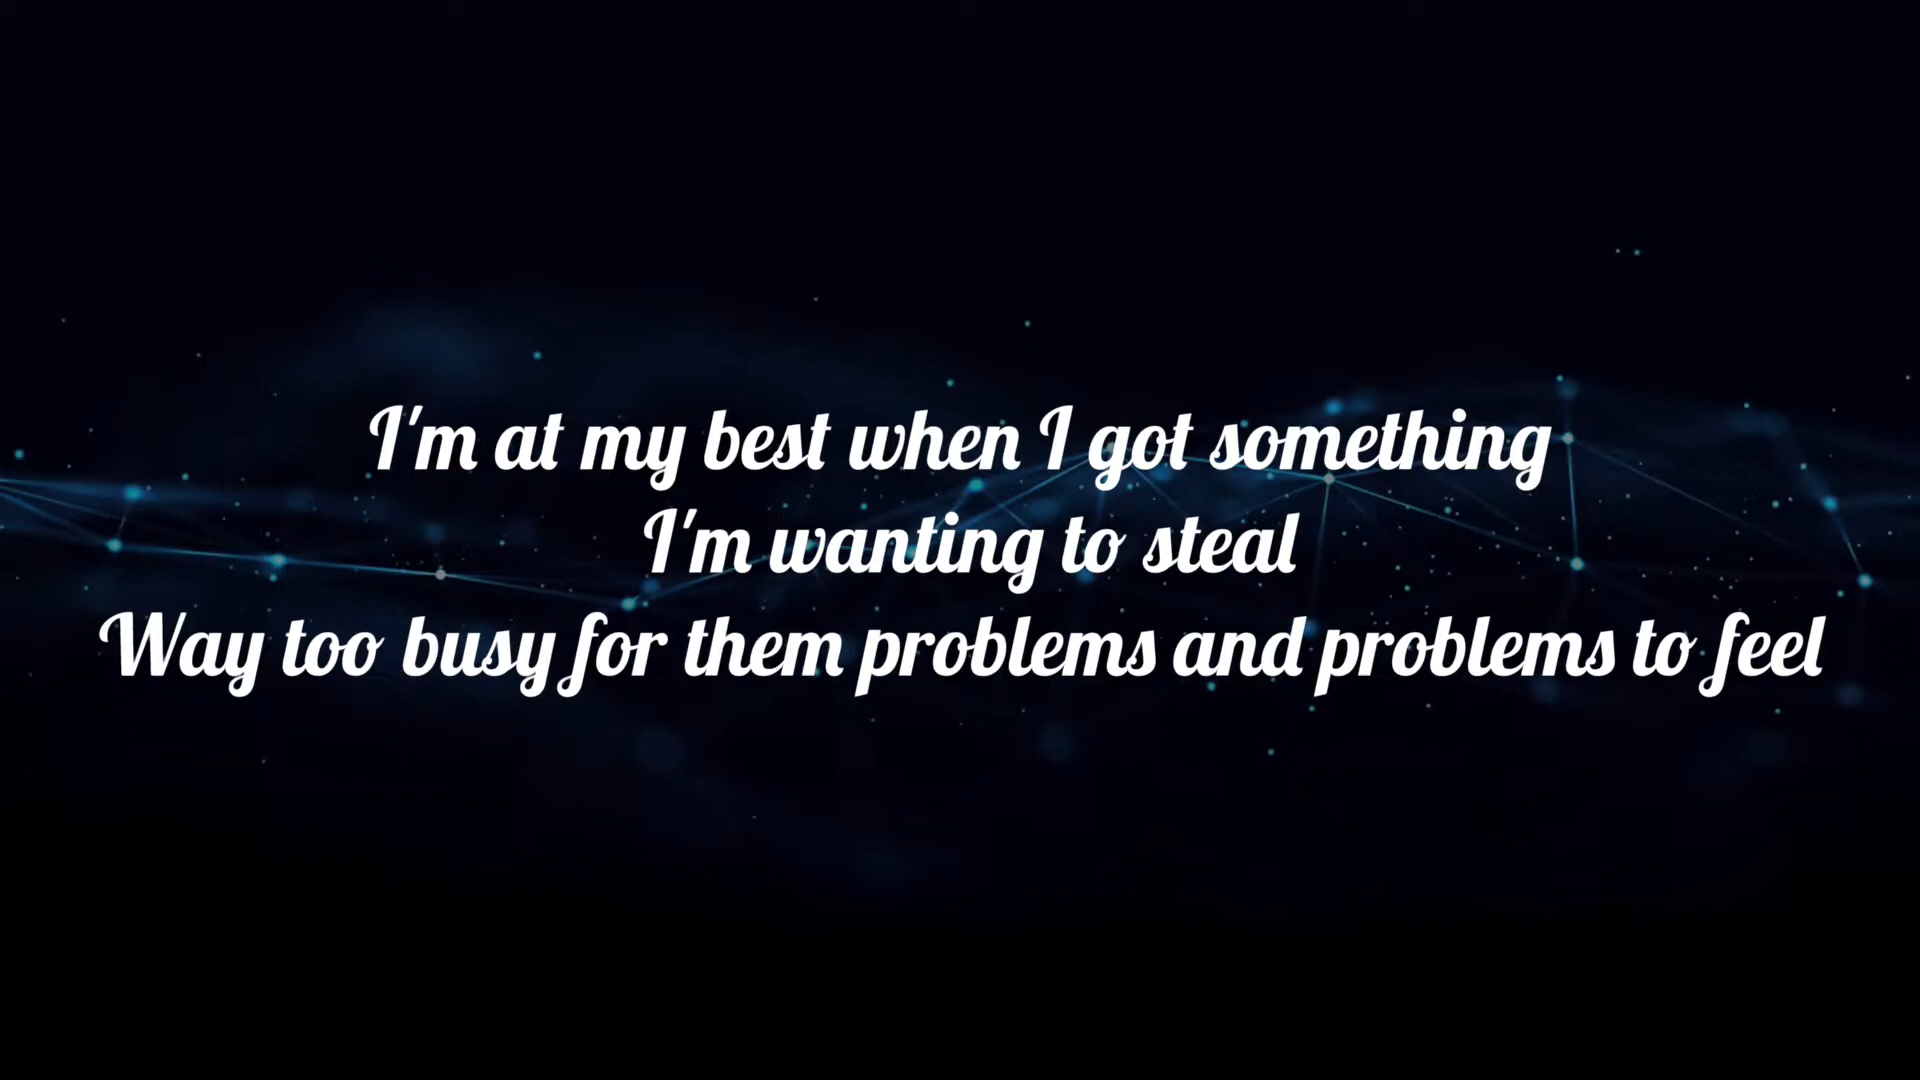 I'm at my best when I got something
I'm wanting to steal
Way too busy for them problems and problems to feel